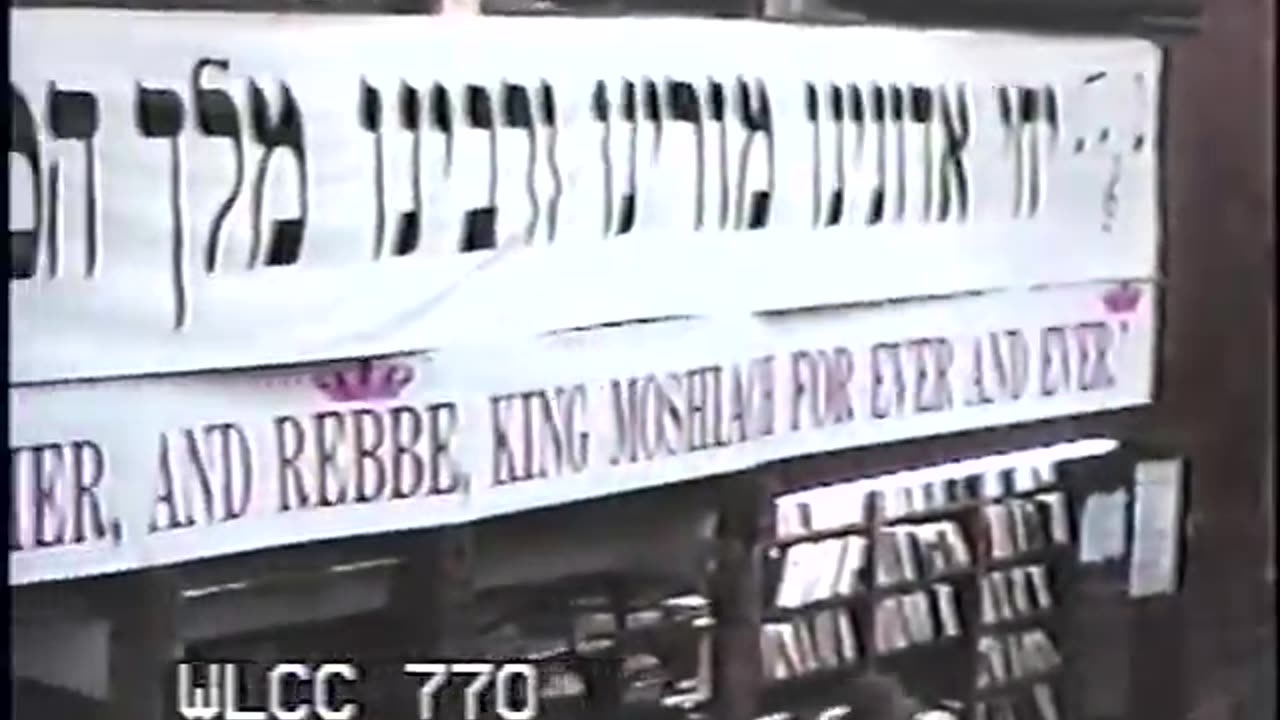 יחי אדונינו מורינו ורבינו מלך
AND REBBE, KING MOSHIACH FOR EVER AND EVER"
WLCC 770